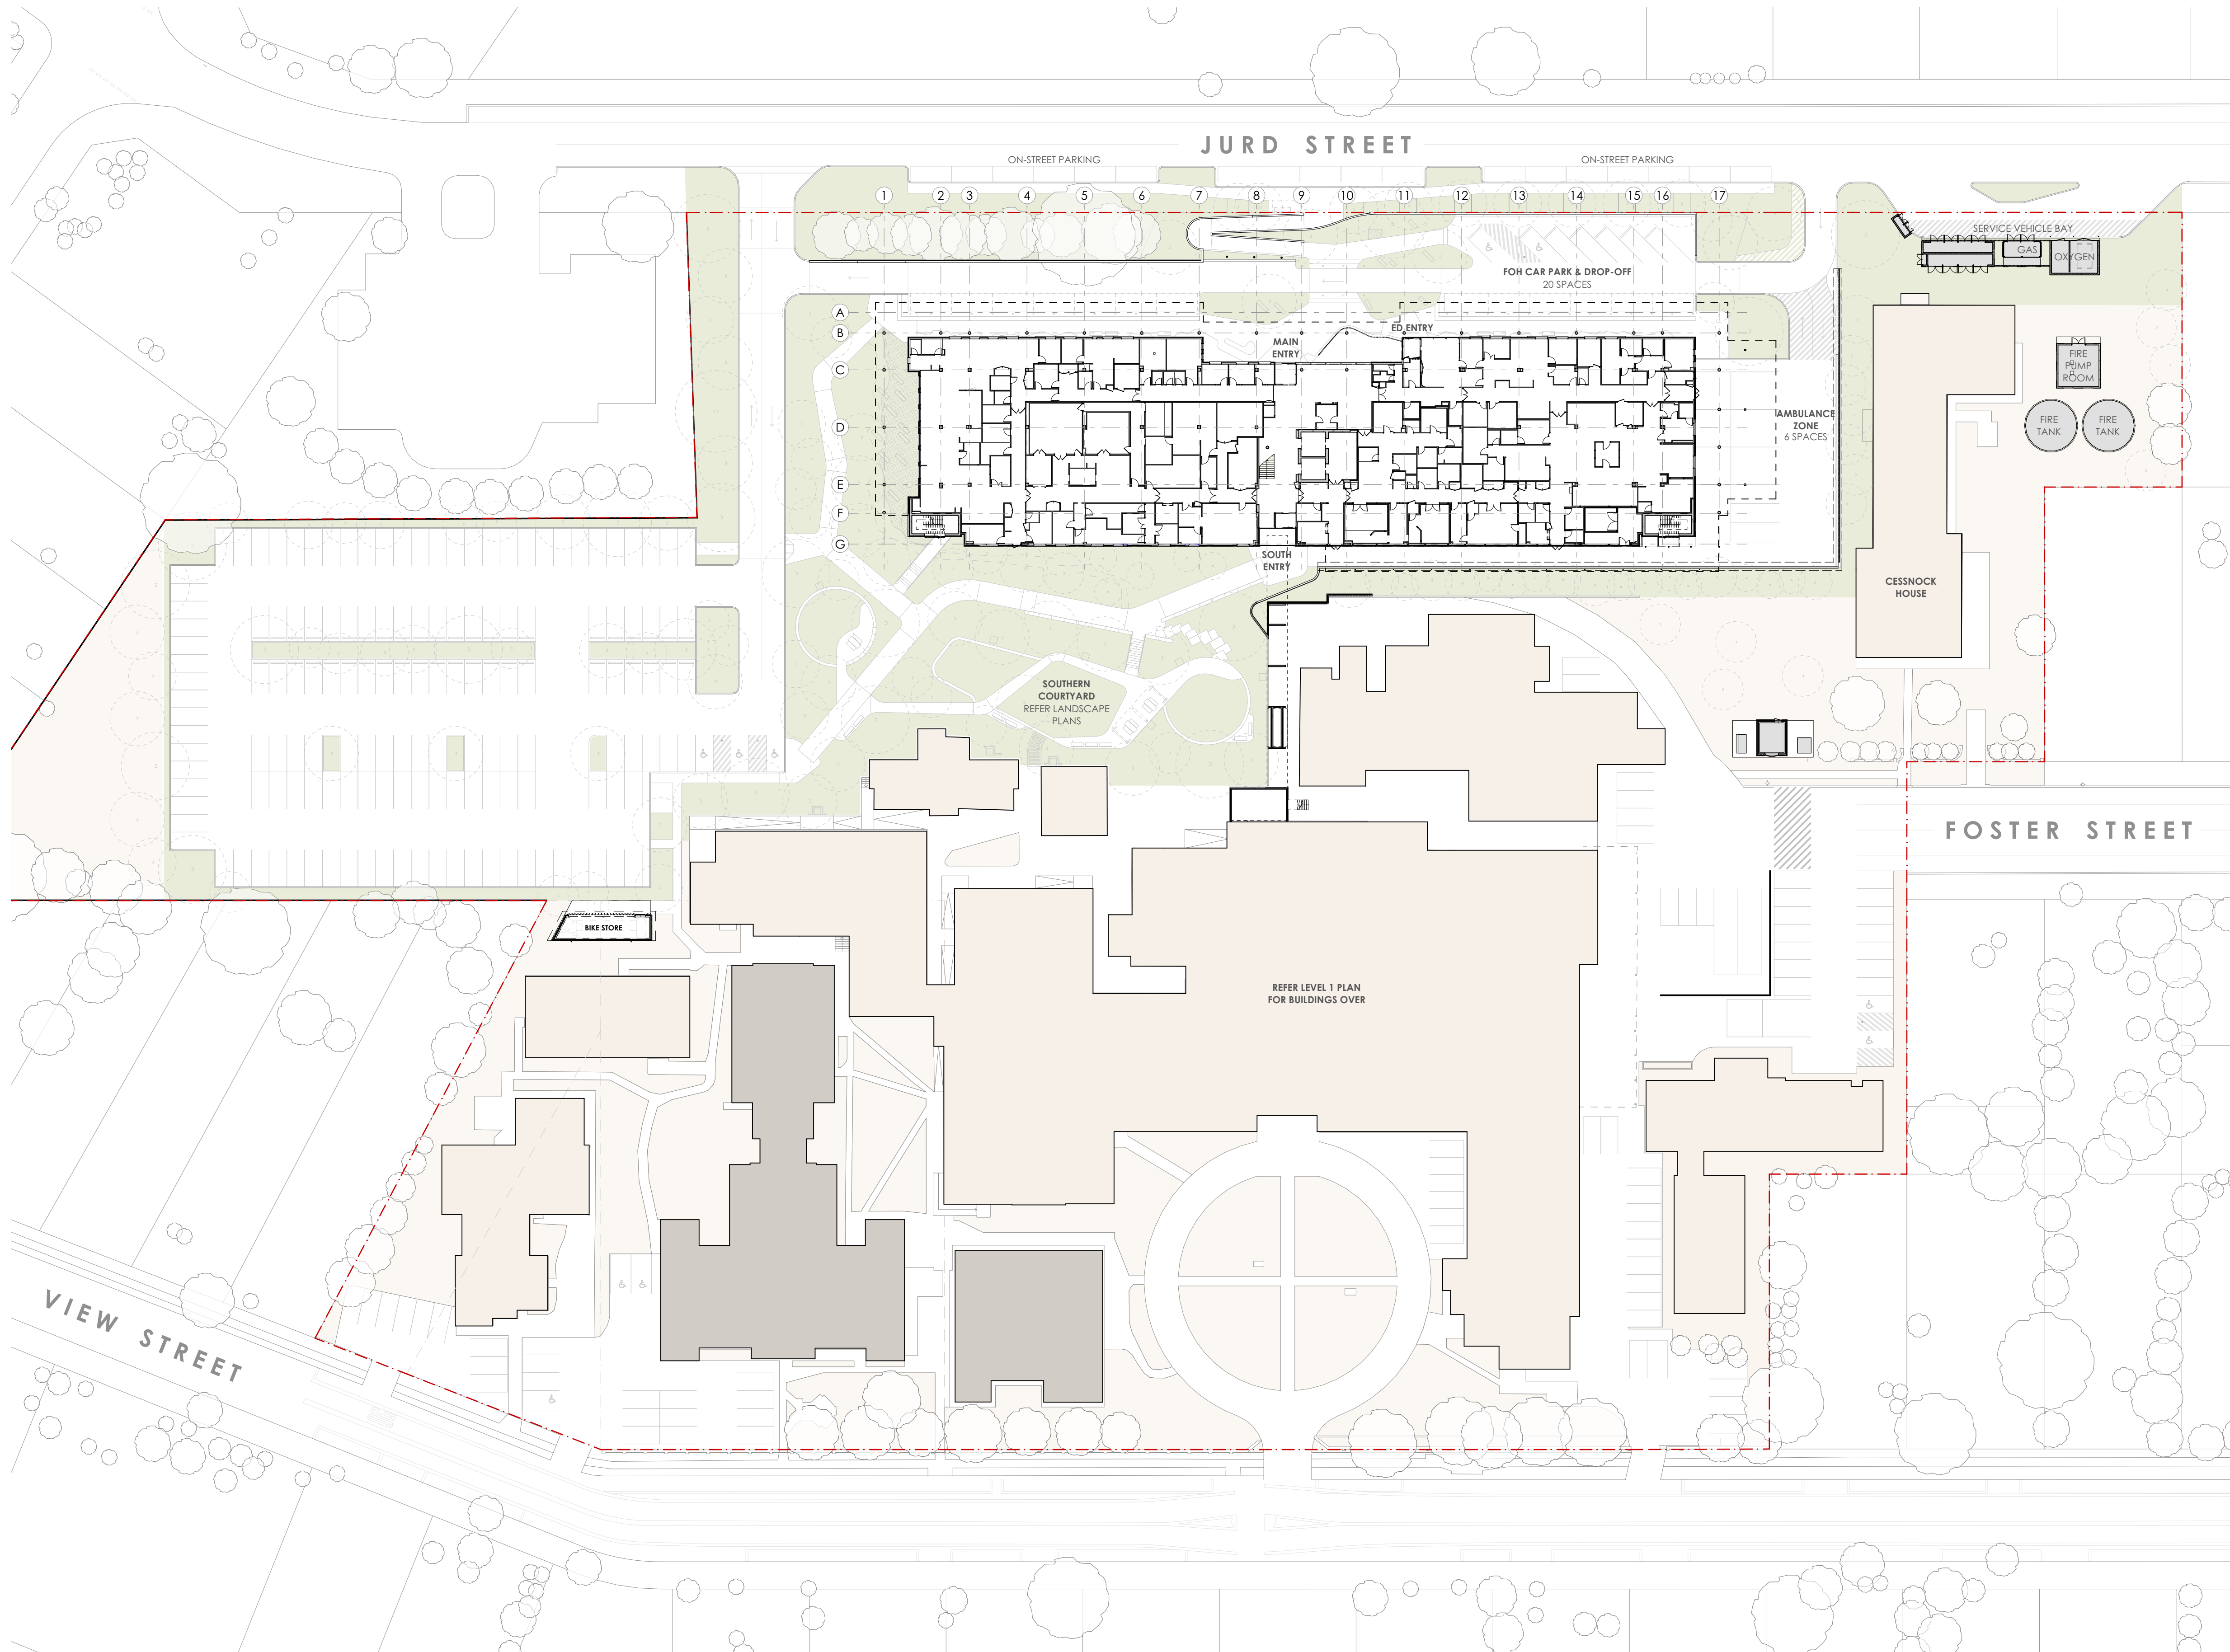 JURD STREET
ON-STREET PARKING
ON-STREET PARKING
1
2
3
4
5
6
7
8
9
10
11
12
13
14
15
16
17
SERVICE VEHICLE BAY
GAS
OXYGEN
FOH CAR PARK & DROP-OFF
20 SPACES
A
B
C
D
E
F
G
ED ENTRY
MAIN
ENTRY
FIRE
PUMP
ROOM
FIRE
TANK
FIRE
TANK
AMBULANCE
ZONE
6 SPACES
SOUTH
ENTRY
CESSNOCK
HOUSE
SOUTHERN
COURTYARD
REFER LANDSCAPE
PLANS
FOSTER STREET
BIKE STORE
REFER LEVEL 1 PLAN
FOR BUILDINGS OVER
VIEW STREET